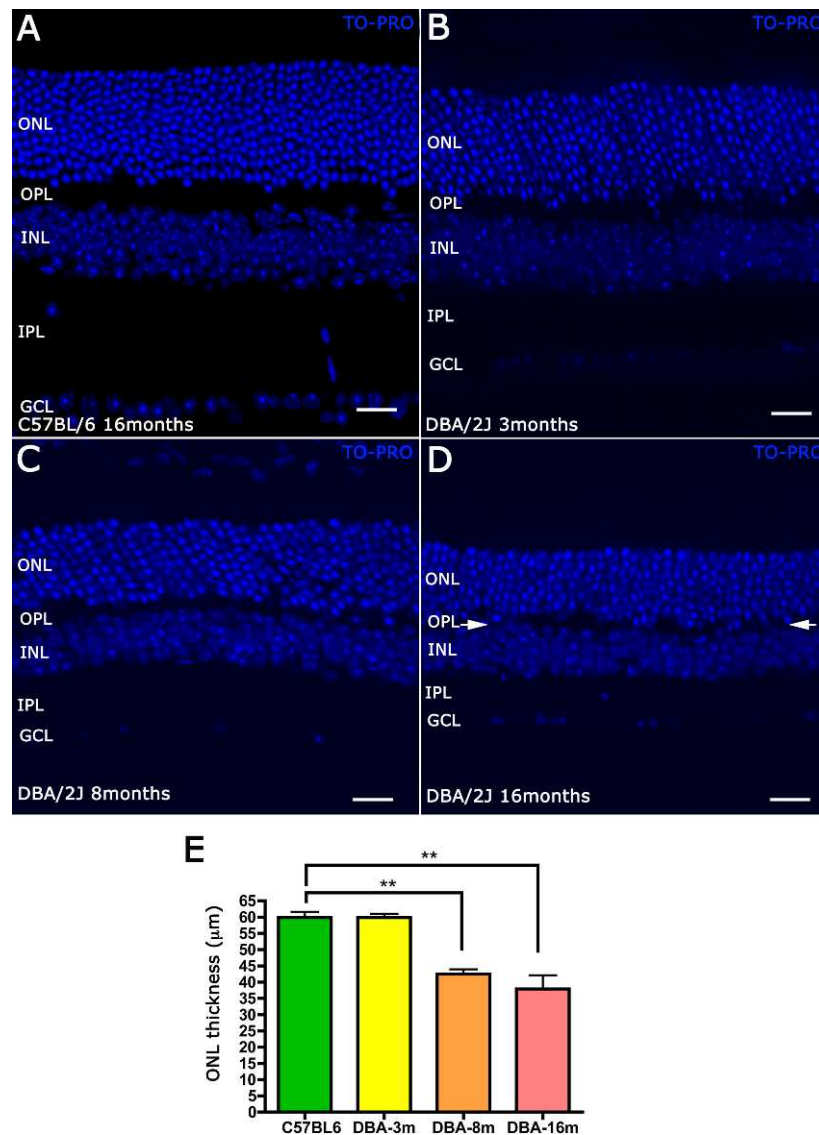 A
TO-PRO
ONL
OPL
INL
IPL
GCL
C57BL/6 16months
B
TO-PRO
ONL
OPL
INL
IPL
GCL
DBA/2J 3months
C
TO-PRO
ONL
OPL
INL
IPL
GCL
DBA/2J 8months
D
TO-PRO
ONL
OPL
INL
IPL
GCL
DBA/2J 16months
E
**
**
ONL thickness (µm)
65
60
55
50
45
40
35
30
25
20
15
10
5
0
C57BL6 DBA-3m DBA-8m DBA-16m